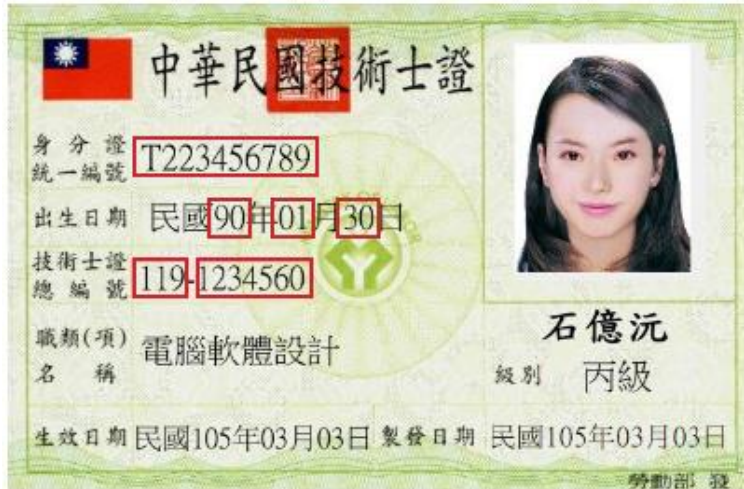 中華民國技術士證
身分證
統一編號 T223456789
出生日期 民國90年01月30日
技術士證
總編號 119-1234560
職類(項)
名稱 電腦軟體設計
石億沅
級別 丙級
生效日期 民國105年03月03日 製發日期 民國105年03月03日
勞動部 發